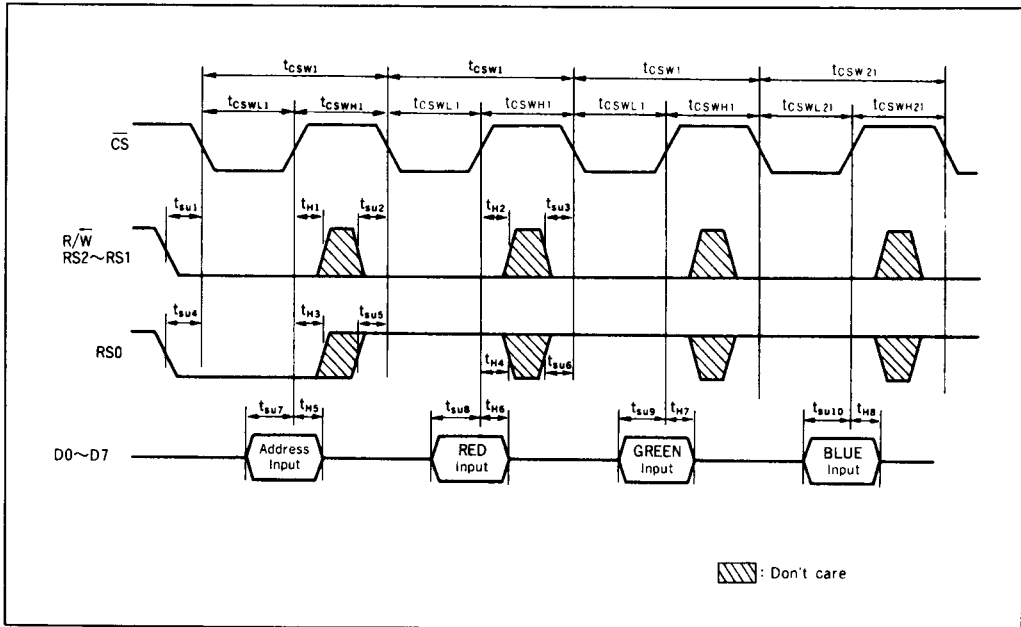 tCSW1 tCSW1 tCSW1 tCSW21
tCSWL1 tCSWH1 tCSWL1 tCSWH1 tCSWL1 tCSWH1 tCSWL21 tCSWH21
C̅S̅
tsu1 tH1 tsu2 tH2 tsu3
R/W̅
RS2~RS1
tsu4 tH3 tsu5
RS0
tH4 tsu6
tsu7 tH5 tsu8 tH6 tsu9 tH7 tsu10 tH8
D0~D7
Address
Input
RED
Input
GREEN
Input
BLUE
Input
: Don't care